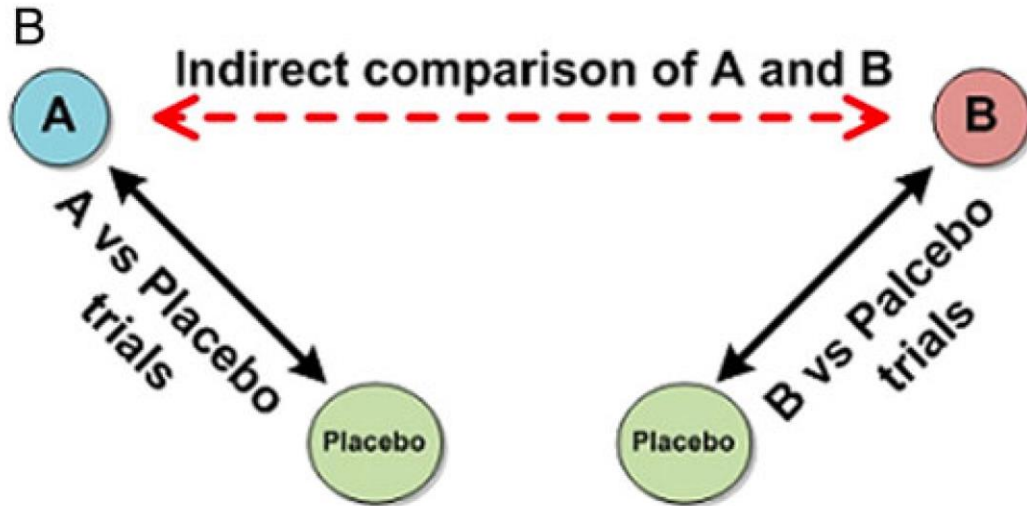 B
Indirect comparison of A and B
A
B
A vs Placebo
trials
B vs Palcebo
trials
Placebo
Placebo